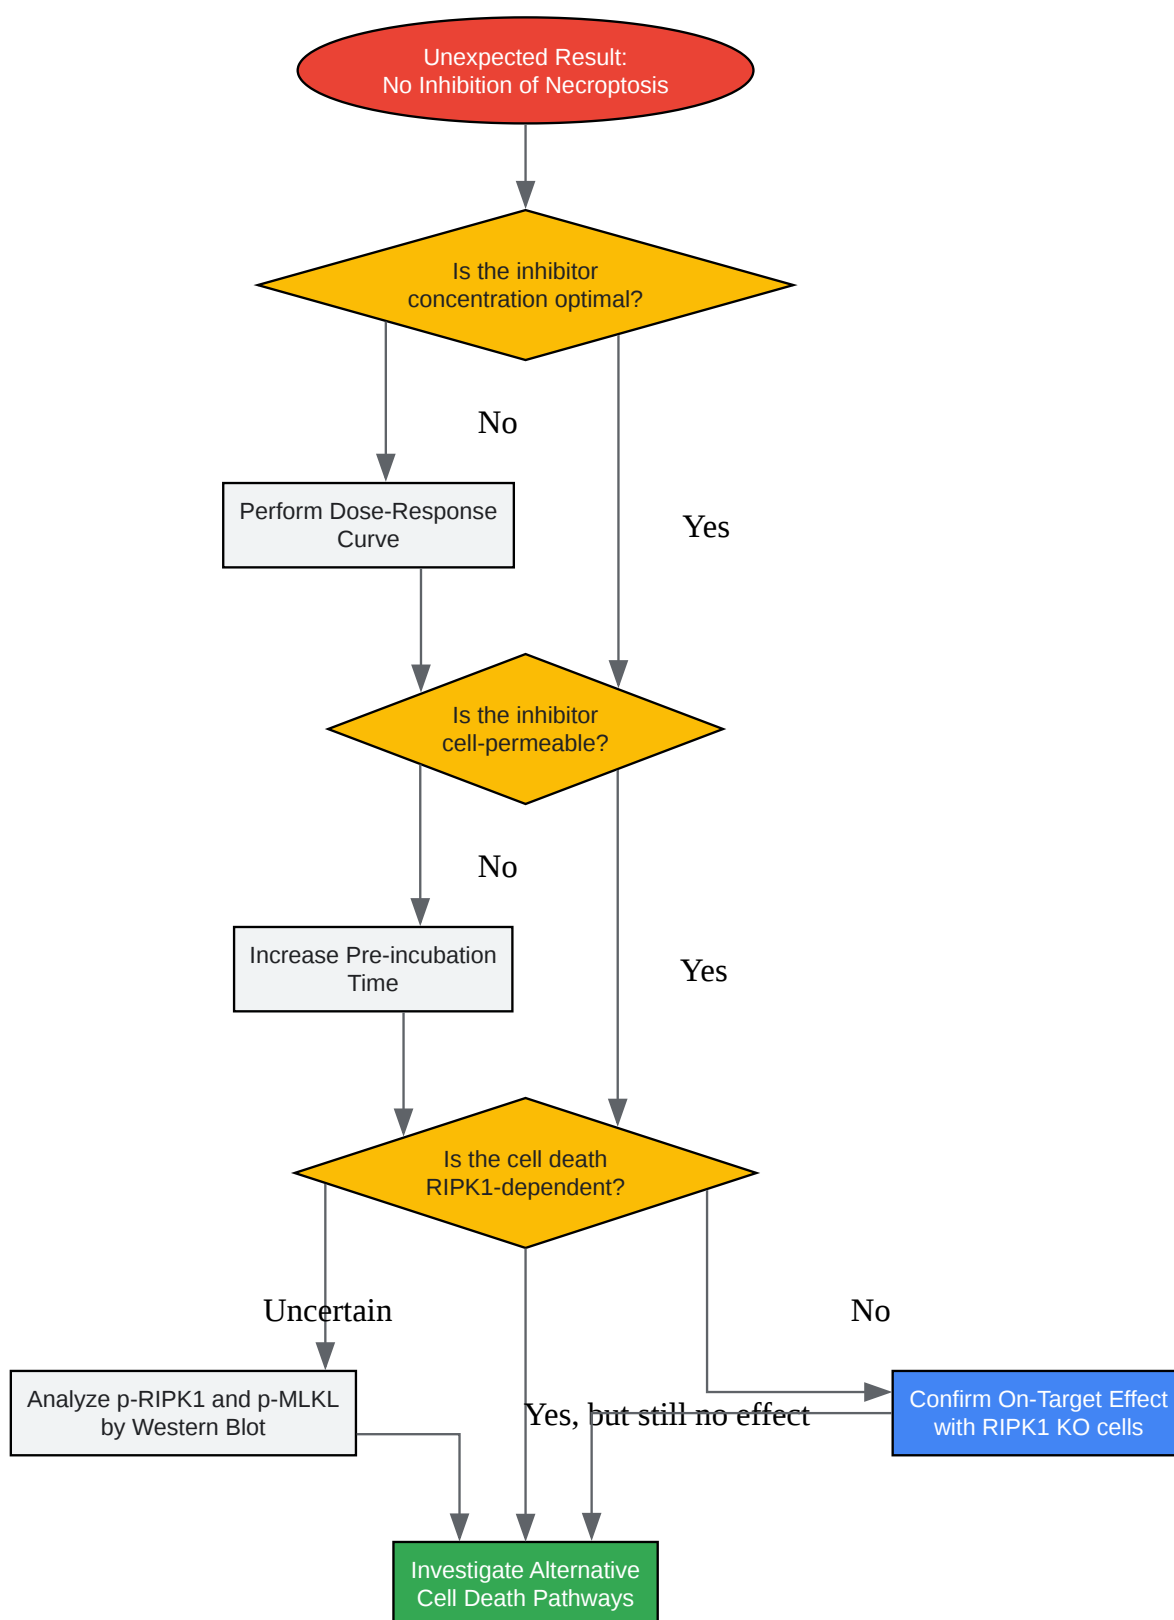 Unexpected Result:
No Inhibition of Necroptosis
Is the inhibitor
concentration optimal?
No
Perform Dose-Response
Curve
Yes
Is the inhibitor
cell-permeable?
No
Increase Pre-incubation
Time
Yes
Is the cell death
RIPK1-dependent?
Uncertain
No
Analyze p-RIPK1 and p-MLKL
by Western Blot
Yes, but still no effect
Confirm On-Target Effect
with RIPK1 KO cells
Investigate Alternative
Cell Death Pathways